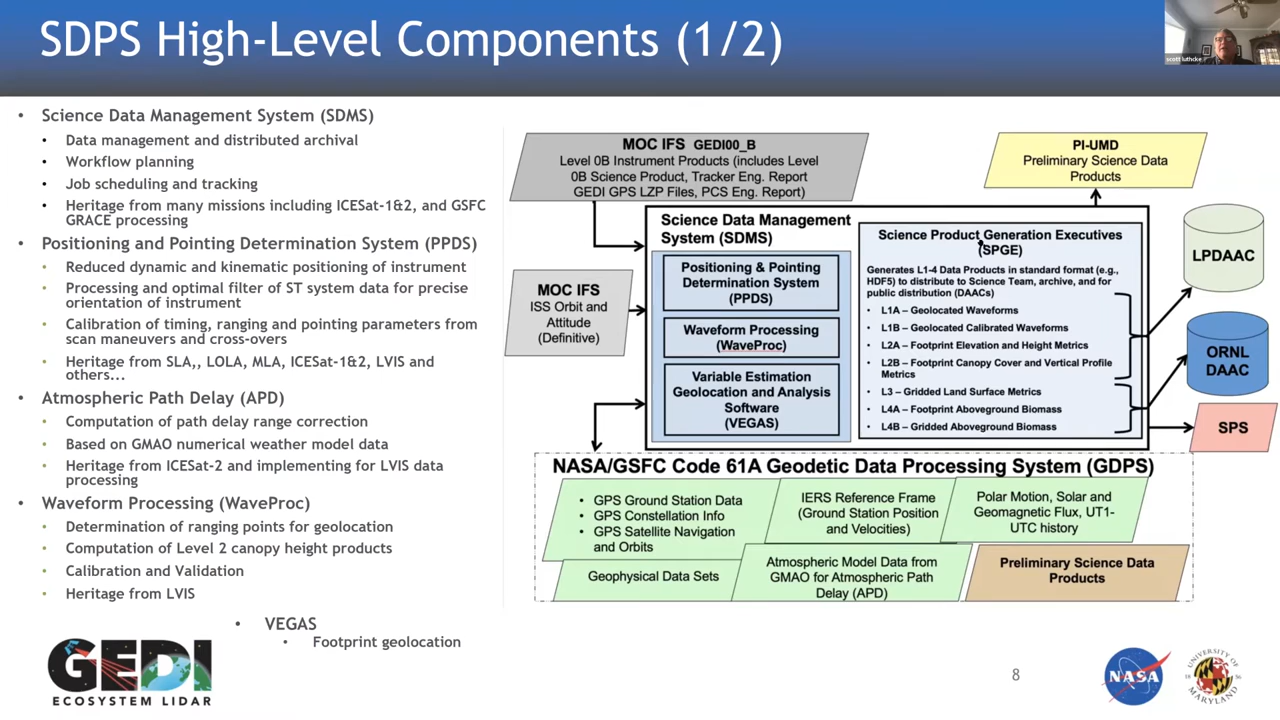 SDPS High-Level Components (1/2)
scott luthcke
• Science Data Management System (SDMS)
• Data management and distributed archival
• Workflow planning
• Job scheduling and tracking
• Heritage from many missions including ICESat-1&2, and GSFC
GRACE processing
• Positioning and Pointing Determination System (PPDS)
• Reduced dynamic and kinematic positioning of instrument
• Processing and optimal filter of ST system data for precise
orientation of instrument
• Calibration of timing, ranging and pointing parameters from
scan maneuvers and cross-overs
• Heritage from SLA,, LOLA, MLA, ICESat-1&2, LVIS and
others...
• Atmospheric Path Delay (APD)
• Computation of path delay range correction
• Based on GMAO numerical weather model data
• Heritage from ICESat-2 and implementing for LVIS data
processing
• Waveform Processing (WaveProc)
• Determination of ranging points for geolocation
• Computation of Level 2 canopy height products
• Calibration and Validation
• Heritage from LVIS
• VEGAS
• Footprint geolocation
MOC IFS GEDI00_B
Level 0B Instrument Products (includes Level
0B Science Product, Tracker Eng. Report
GEDI GPS LZP Files, PCS Eng. Report)
PI-UMD
Preliminary Science Data
Products
MOC IFS
ISS Orbit and
Attitude
(Definitive)
Science Data Management
System (SDMS)
Positioning & Pointing
Determination System
(PPDS)
Waveform Processing
(WaveProc)
Variable Estimation
Geolocation and Analysis
Software
(VEGAS)
Science Product Generation Executives
(SPGE)
Generates L1-4 Data Products in standard format (e.g.,
HDF5) to distribute to Science Team, archive, and for
public distribution (DAACs)
• L1A – Geolocated Waveforms
• L1B – Geolocated Calibrated Waveforms
• L2A – Footprint Elevation and Height Metrics
• L2B – Footprint Canopy Cover and Vertical Profile
Metrics
• L3 – Gridded Land Surface Metrics
• L4A – Footprint Aboveground Biomass
• L4B – Gridded Aboveground Biomass
LPDAAC
ORNL
DAAC
SPS
NASA/GSFC Code 61A Geodetic Data Processing System (GDPS)
• GPS Ground Station Data
• GPS Constellation Info
• GPS Satellite Navigation
and Orbits
IERS Reference Frame
(Ground Station Position
and Velocities)
Polar Motion, Solar and
Geomagnetic Flux, UT1-
UTC history
Geophysical Data Sets
Atmospheric Model Data from
GMAO for Atmospheric Path
Delay (APD)
Preliminary Science Data
Products
GEDI
ECOSYSTEM LIDAR
8
NASA
UNIVERSITY OF
18 56
MARYLAND